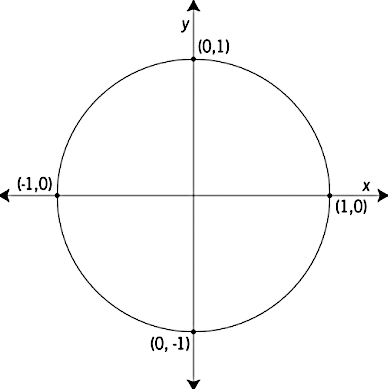 y
(0,1)
(-1,0)
x
(1,0)
(0, -1)